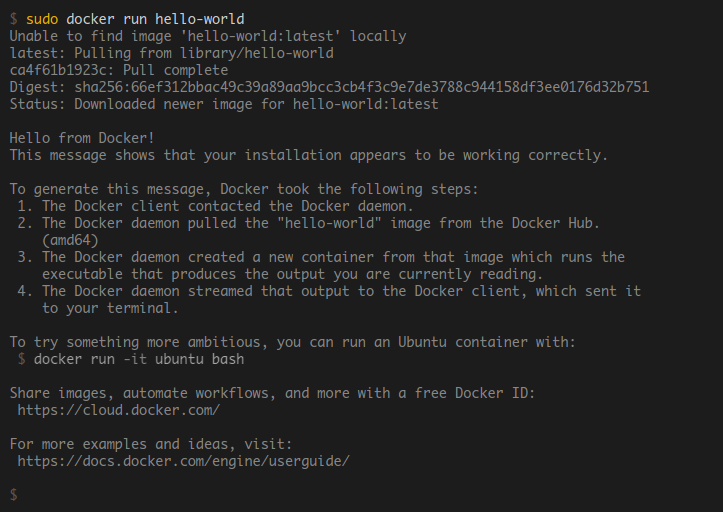 $ sudo docker run hello-world
Unable to find image 'hello-world:latest' locally
latest: Pulling from library/hello-world
ca4f61b1923c: Pull complete
Digest: sha256:66ef312bbac49c39a89aa9bcc3cb4f3c9e7de3788c944158df3ee0176d32b751
Status: Downloaded newer image for hello-world:latest

Hello from Docker!
This message shows that your installation appears to be working correctly.

To generate this message, Docker took the following steps:
 1. The Docker client contacted the Docker daemon.
 2. The Docker daemon pulled the "hello-world" image from the Docker Hub.
    (amd64)
 3. The Docker daemon created a new container from that image which runs the
    executable that produces the output you are currently reading.
 4. The Docker daemon streamed that output to the Docker client, which sent it
    to your terminal.

To try something more ambitious, you can run an Ubuntu container with:
 $ docker run -it ubuntu bash

Share images, automate workflows, and more with a free Docker ID:
 https://cloud.docker.com/

For more examples and ideas, visit:
 https://docs.docker.com/engine/userguide/

$